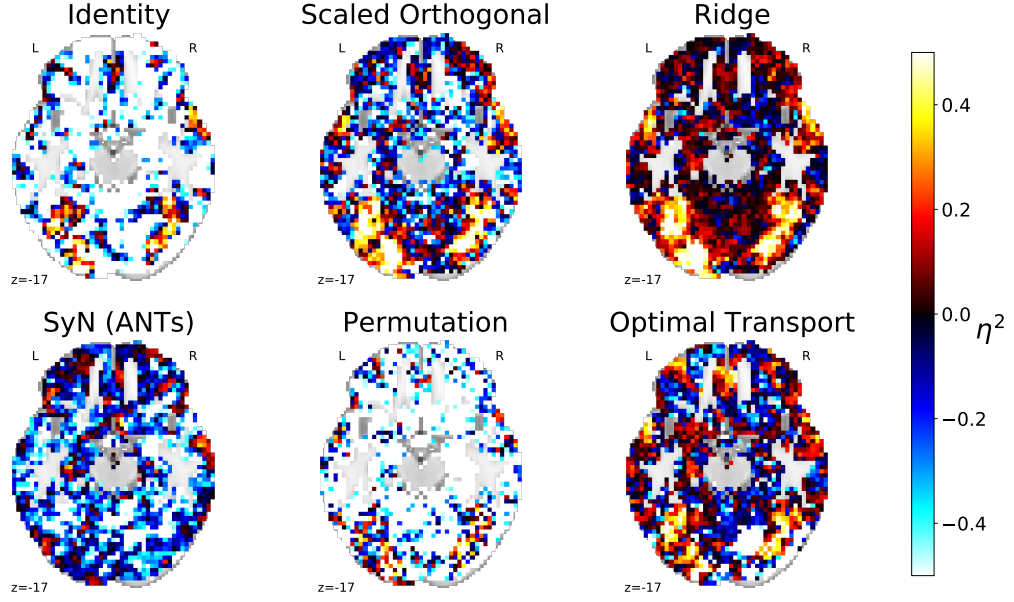 Identity
Scaled Orthogonal
Ridge
L R
L R
L R
z=-17
z=-17
z=-17
SyN (ANTs)
Permutation
Optimal Transport
L R
L R
L R
z=-17
z=-17
z=-17
0.4
0.2
0.0
−0.2
−0.4
η²